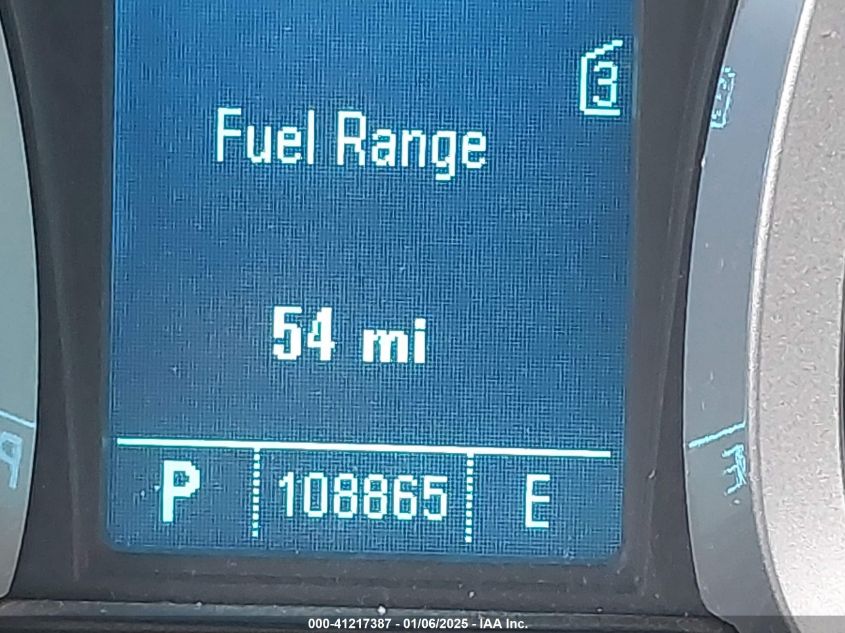 3
Fuel Range
54 mi
P 108865 E
000-41217387 - 01/06/2025 - IAA Inc.